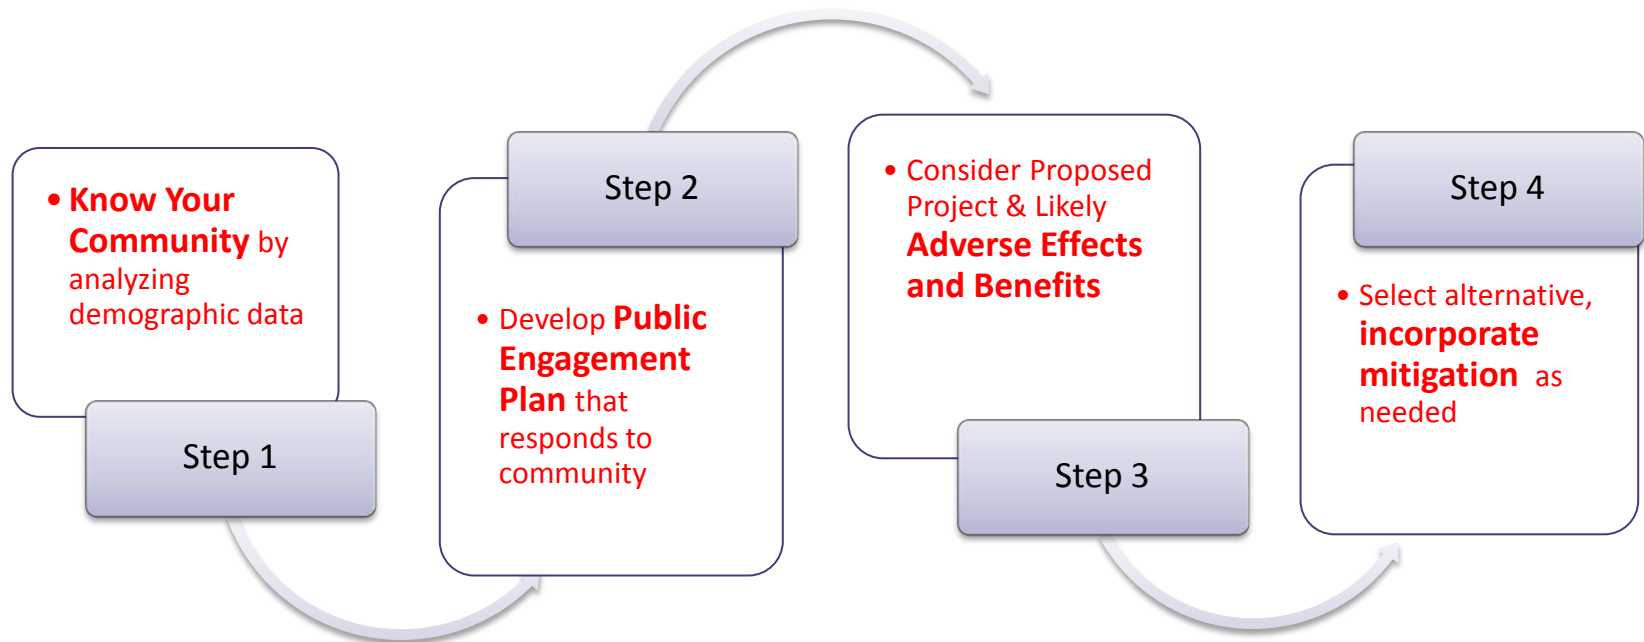 • Know Your
Community by
analyzing
demographic data
Step 1
Step 2
• Develop Public
Engagement
Plan that
responds to
community
• Consider Proposed
Project & Likely
Adverse Effects
and Benefits
Step 3
Step 4
• Select alternative,
incorporate
mitigation as
needed